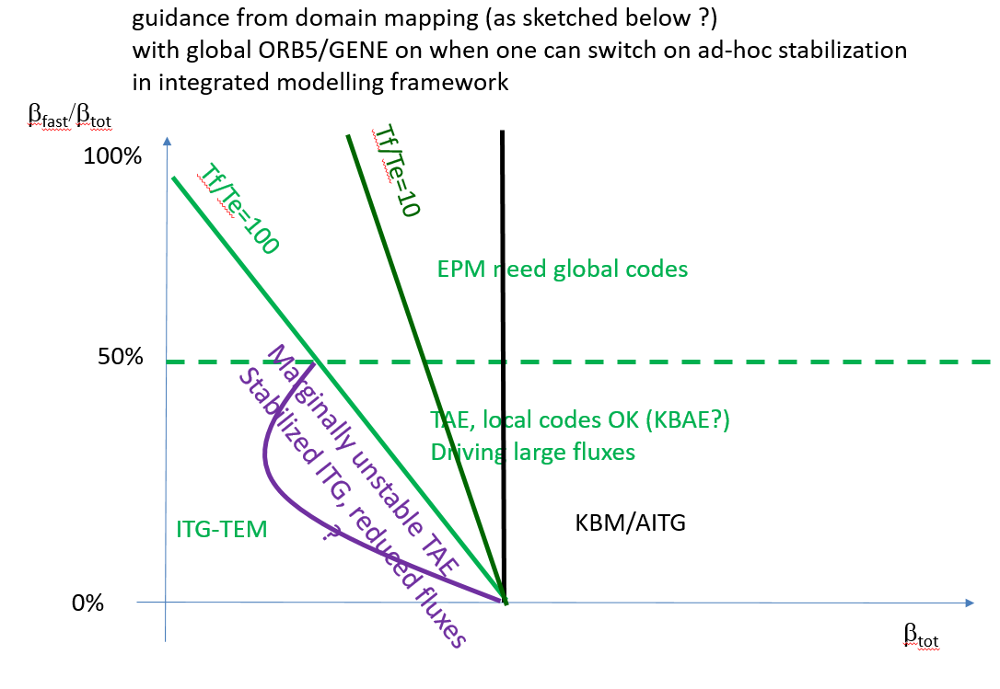 guidance from domain mapping (as sketched below ?)
with global ORB5/GENE on when one can switch on ad-hoc stabilization
in integrated modelling framework
βfast/βtot
100%
Tf/Te=100
Tf/Te=10
EPM need global codes
50%
Marginally unstable TAE
Stabilized ITG, reduced fluxes
?
TAE, local codes OK (KBAE?)
Driving large fluxes
ITG-TEM
KBM/AITG
0%
βtot